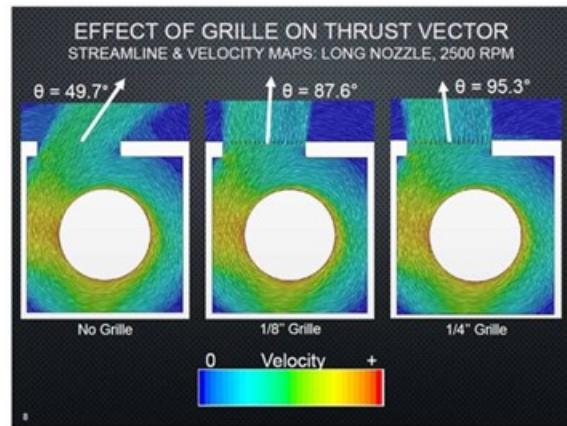 EFFECT OF GRILLE ON THRUST VECTOR
STREAMLINE & VELOCITY MAPS: LONG NOZZLE, 2500 RPM
θ = 49.7°
θ = 87.6°
θ = 95.3°
No Grille
1/8" Grille
1/4" Grille
0 Velocity +
8